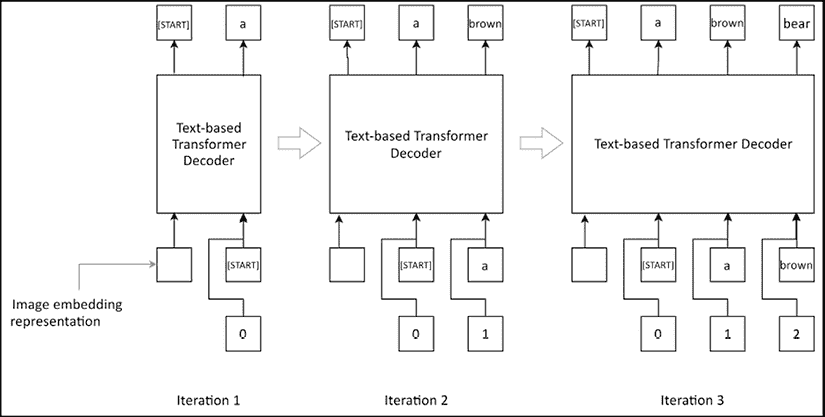 [START] a [START] a brown [START] a brown bear
Text-based
Transformer
Decoder
Text-based Transformer
Decoder
Text-based Transformer Decoder
[START] [START] a [START] a brown
Image embedding
representation
0 0 1 0 1 2
Iteration 1 Iteration 2 Iteration 3